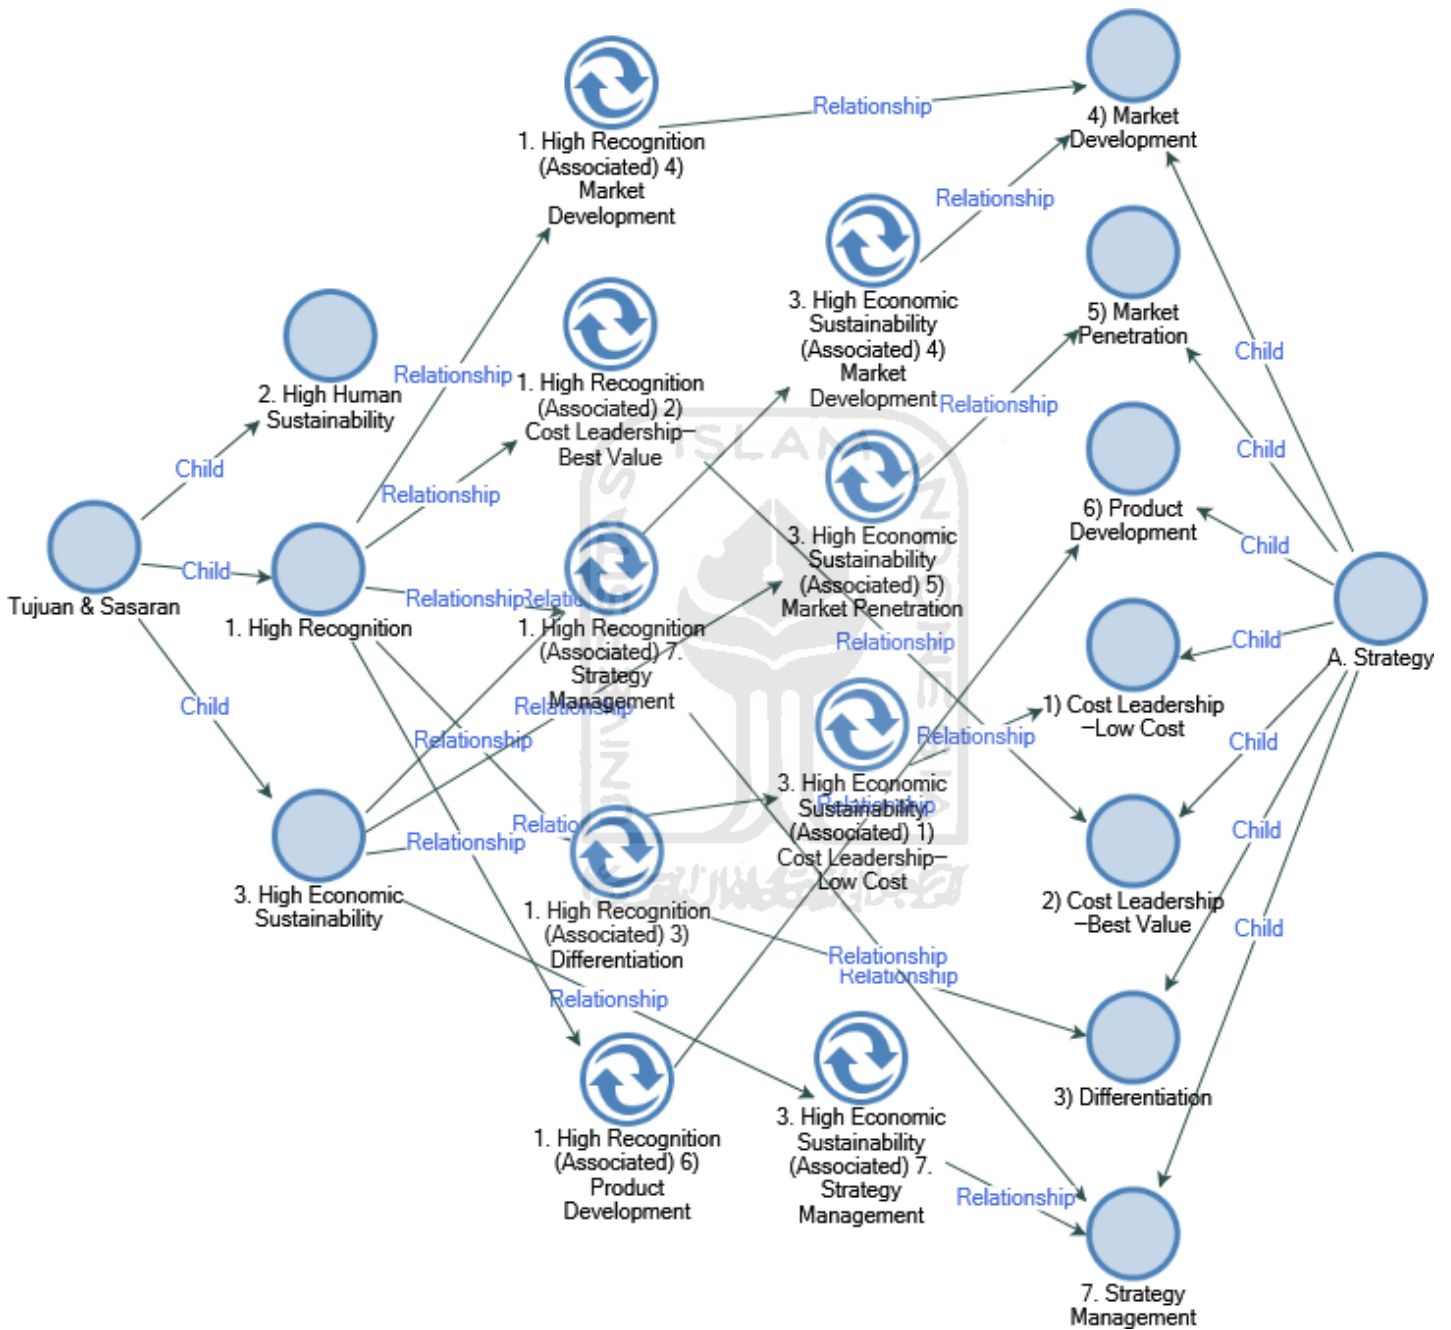 4) Market
Development
Relationship
1. High Recognition
(Associated) 4)
Market
Development
Relationship
3. High Economic
Sustainability
(Associated) 4)
Market
Development
5) Market
Penetration
Child
Relationship
2. High Human
Sustainability
1. High Recognition
(Associated) 2)
Cost Leadership–
Best Value
Relationship
Child
ISLAM
Child
Relationship
6) Product
Development
3. High Economic
Sustainability
(Associated) 5)
Market Penetration
Child
Tujuan & Sasaran
Child
1. High Recognition
Relationship
1. High Recognition
(Associated) 7.
Strategy
Management
Relationship
Child
A. Strategy
Child
Relationship
Relationship
1) Cost Leadership
–Low Cost
Relationship
Child
3. High Economic
Sustainability
(Associated) 1)
Cost Leadership–
Low Cost
Relationship
Relationship
Child
3. High Economic
Sustainability
2) Cost Leadership
–Best Value
1. High Recognition
(Associated) 3)
Differentiation
Child
Relationship
Relationship
Relationship
3) Differentiation
1. High Recognition
(Associated) 6)
Product
Development
3. High Economic
Sustainability
(Associated) 7.
Strategy
Management
Relationship
7. Strategy
Management